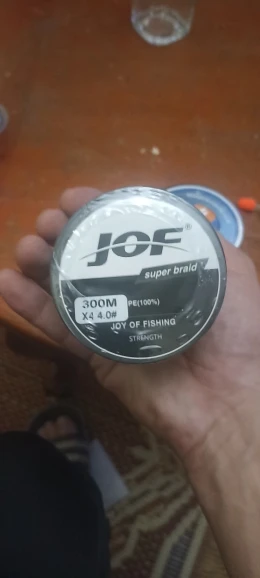 JOF®
super braid
300M
X4 4.0#
PE(100%)
JOY OF FISHING
STRENGTH